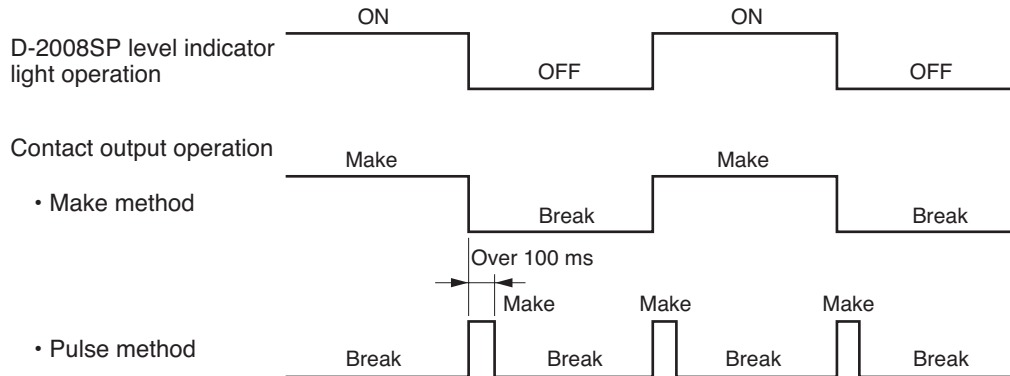 ON
ON
D-2008SP level indicator
light operation
OFF
OFF
Contact output operation
Make
Make
• Make method
Break
Break
Over 100 ms
Make
Make
Make
• Pulse method
Break
Break
Break
Break